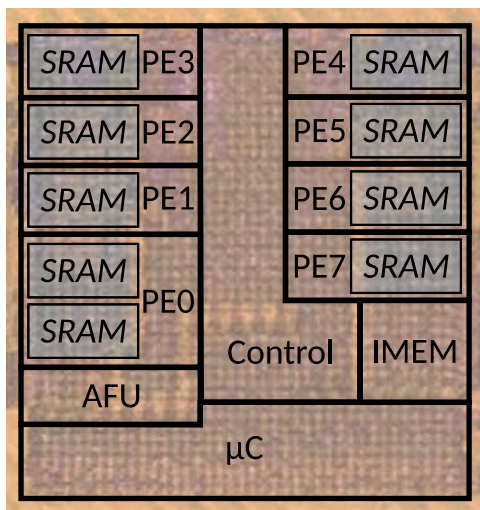 SRAM PE3
PE4 SRAM
SRAM PE2
PE5 SRAM
SRAM PE1
PE6 SRAM
SRAM
PE7 SRAM
PE0
SRAM
Control
IMEM
AFU
µC